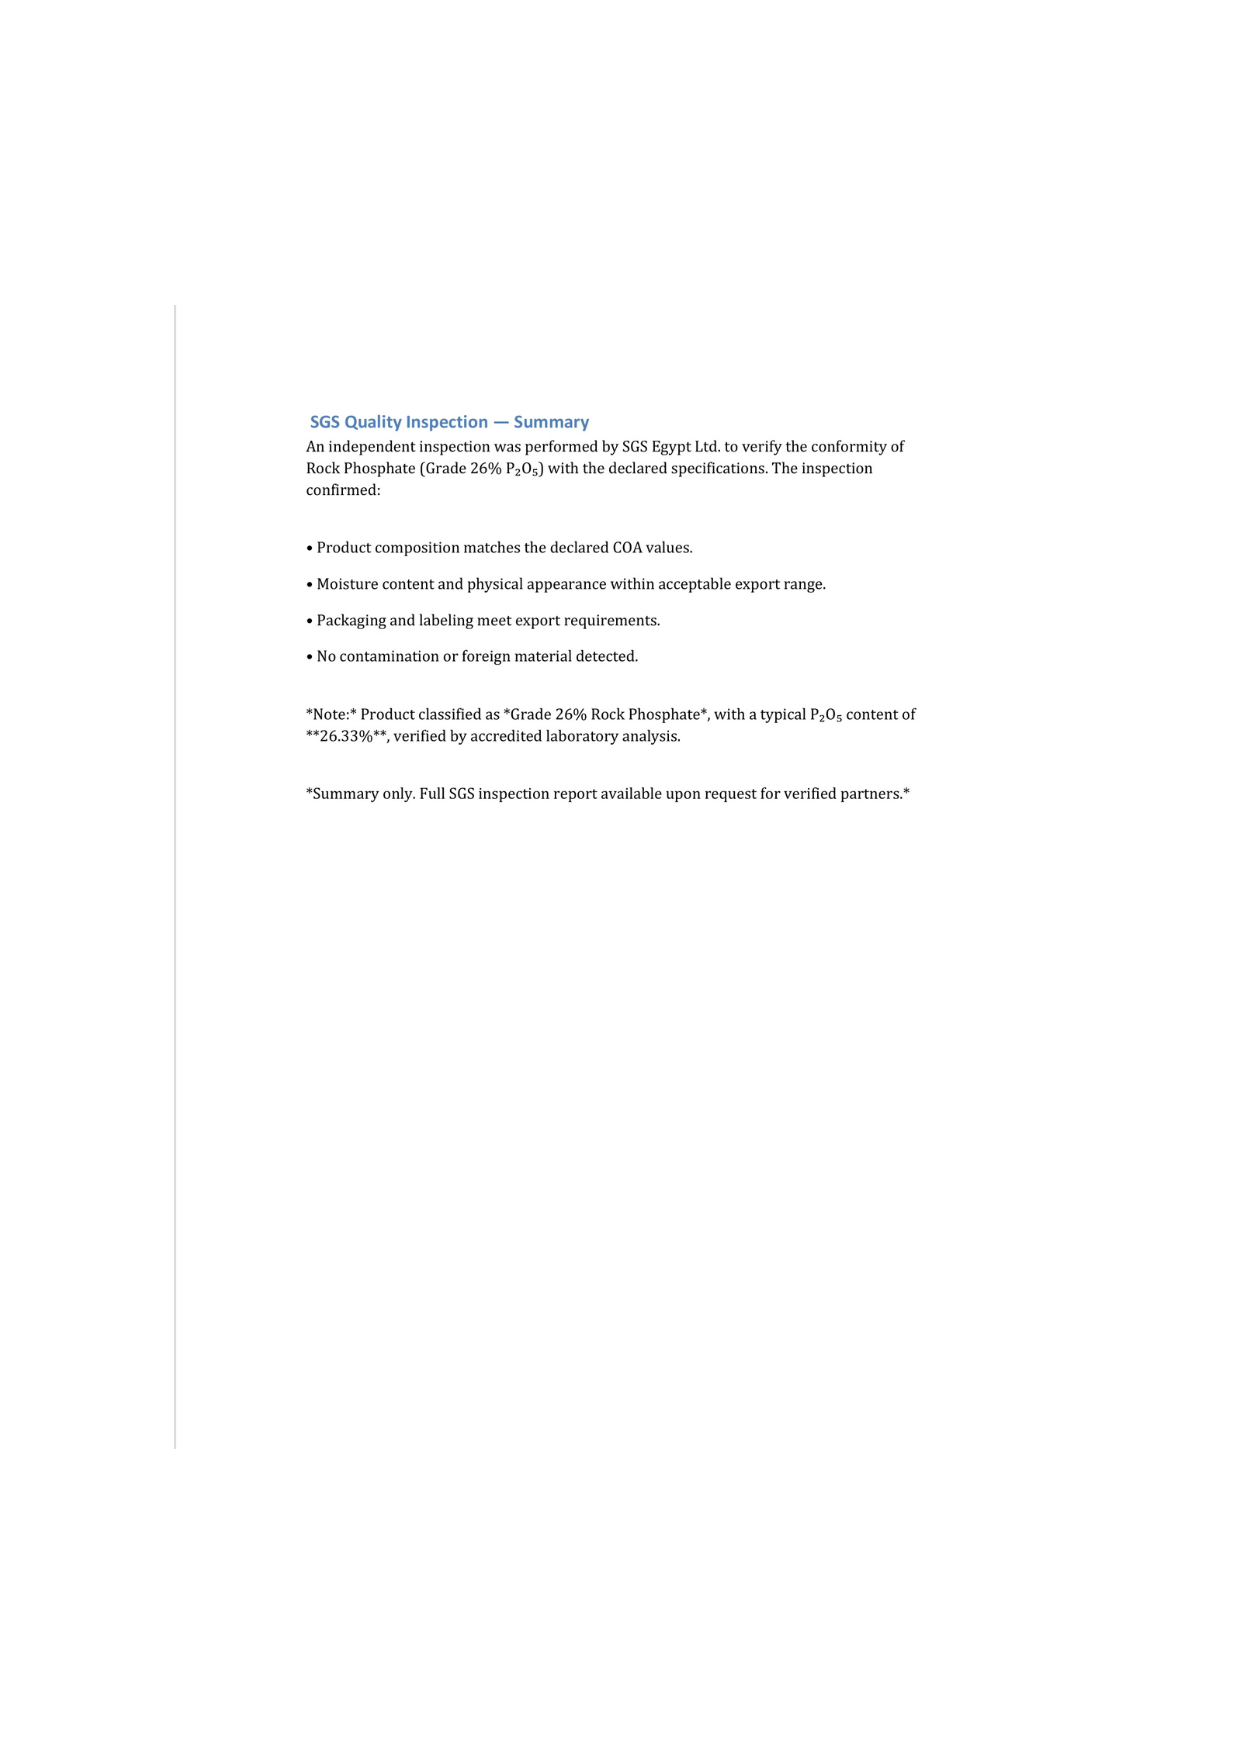 SGS Quality Inspection — Summary
An independent inspection was performed by SGS Egypt Ltd. to verify the conformity of
Rock Phosphate (Grade 26% P₂O₅) with the declared specifications. The inspection
confirmed:
• Product composition matches the declared COA values.
• Moisture content and physical appearance within acceptable export range.
• Packaging and labeling meet export requirements.
• No contamination or foreign material detected.
*Note:* Product classified as *Grade 26% Rock Phosphate*, with a typical P₂O₅ content of
**26.33%**, verified by accredited laboratory analysis.
*Summary only. Full SGS inspection report available upon request for verified partners.*